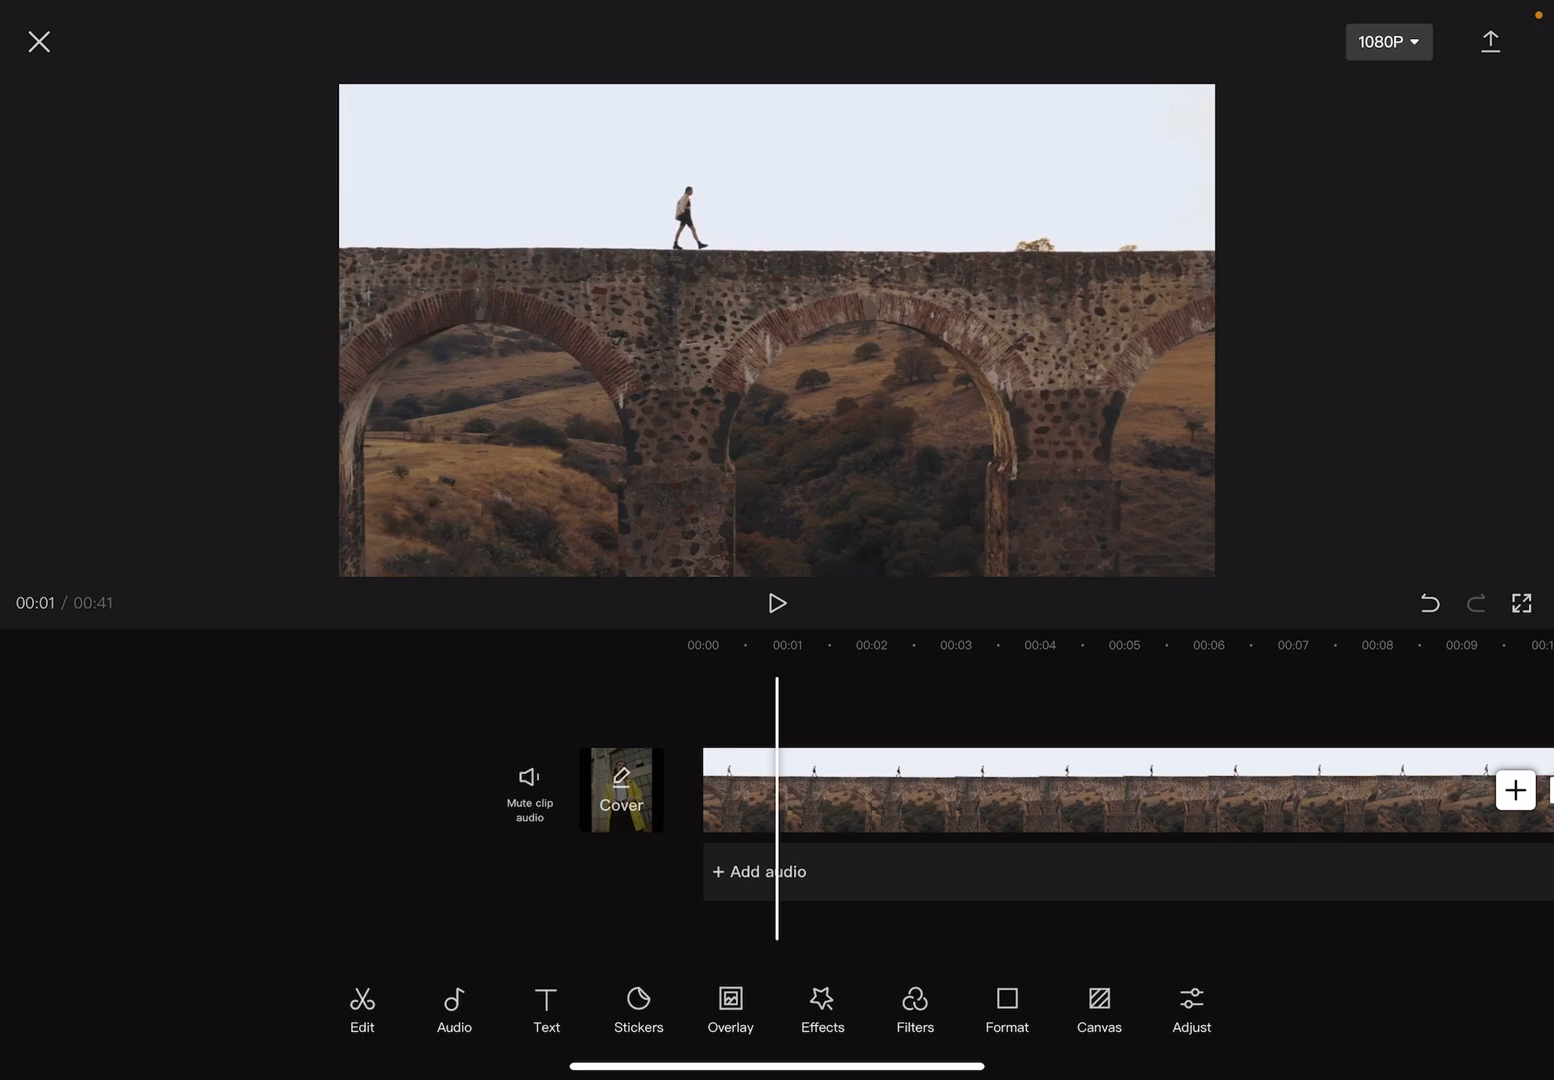 1080P
00:01 / 00:41
00:00 00:01 00:02 00:03 00:04 00:05 00:06 00:07 00:08 00:09 00:1
Mute clip
audio
Cover
+ Add audio
Edit Audio Text Stickers Overlay Effects Filters Format Canvas Adjust